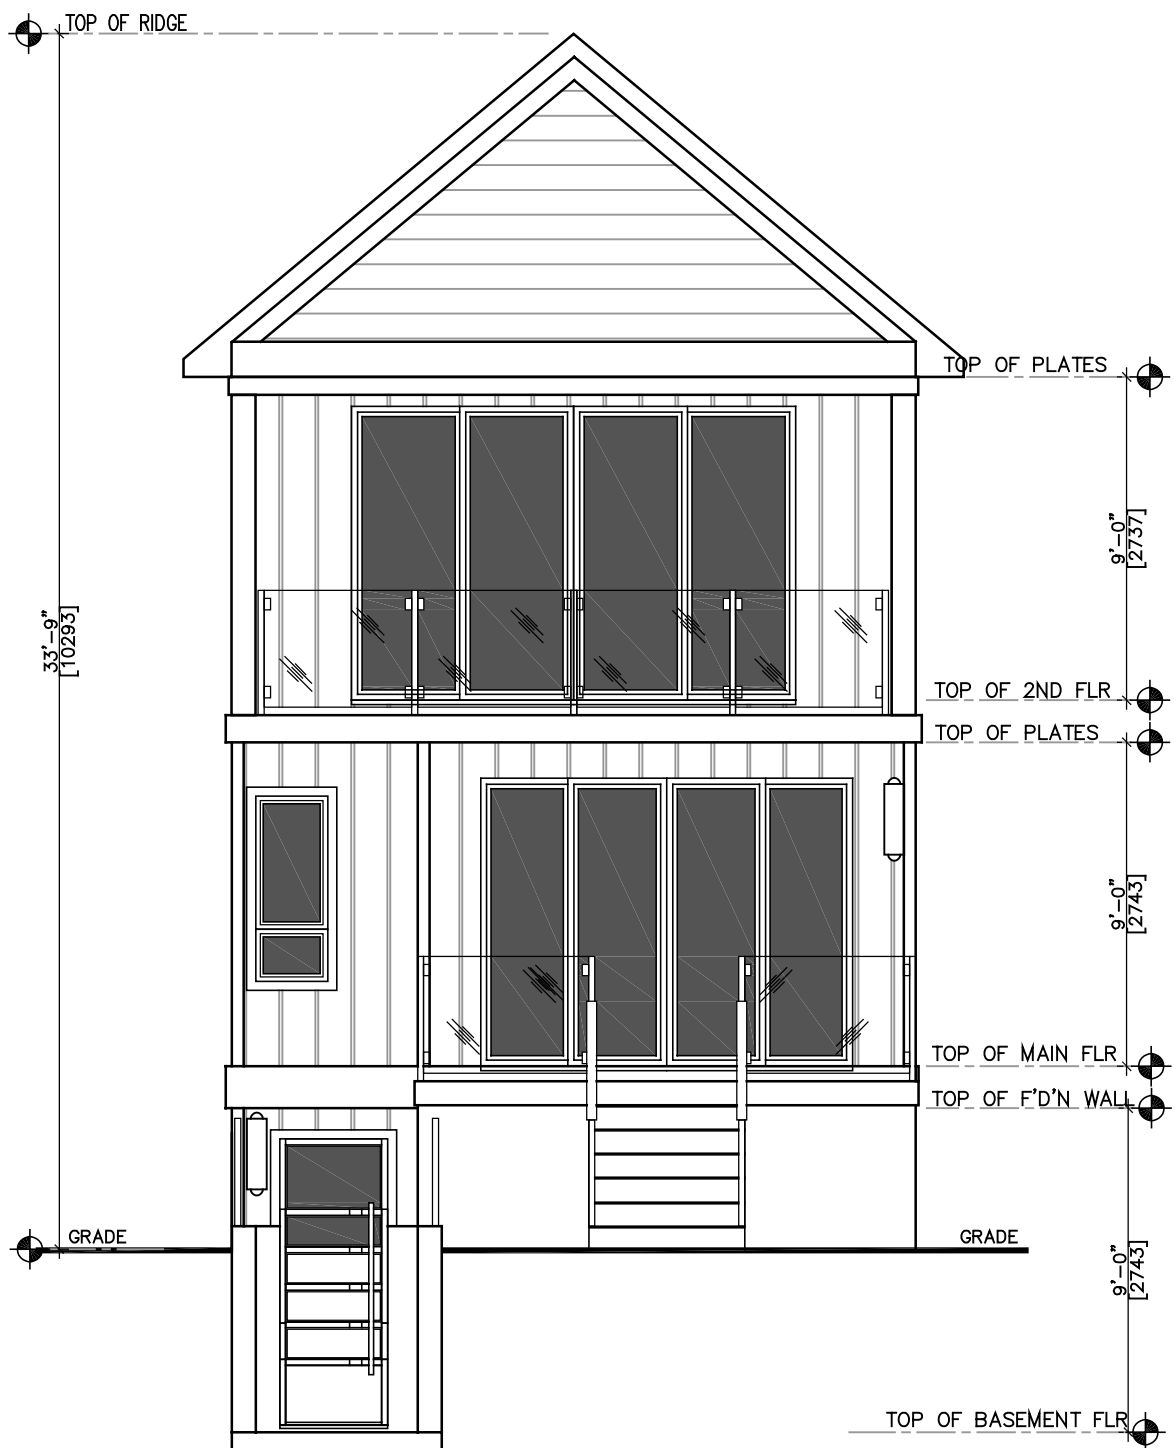 TOP OF RIDGE
TOP OF PLATES
9'-0"
[2737]
33'-9"
[10293]
TOP OF 2ND FLR
TOP OF PLATES
9'-0"
[2743]
TOP OF MAIN FLR
TOP OF F'D'N WALL
GRADE
GRADE
9'-0"
[2743]
TOP OF BASEMENT FLR